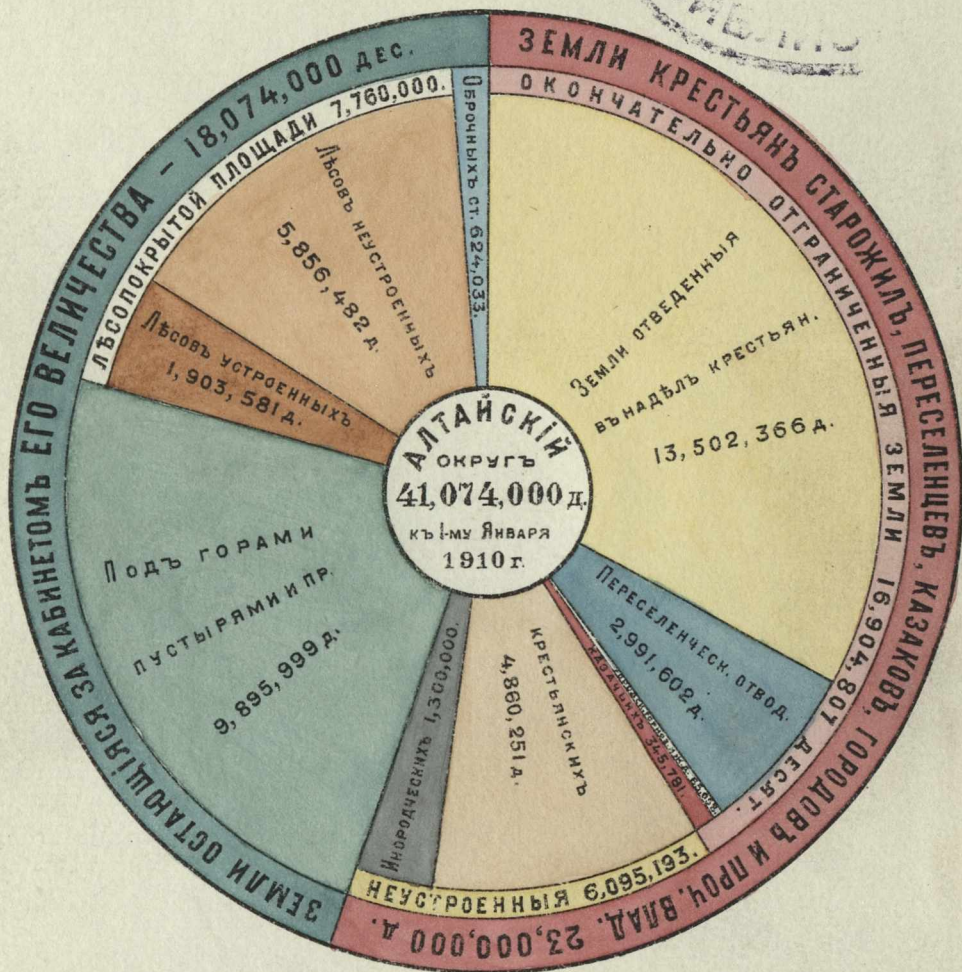 АЛТАЙСКІЙ
ОКРУГЪ
41,074,000 д.
КЪ 1-МУ ЯНВАРЯ
1910 г.
ЗЕМЛИ КРЕСТЬЯНЪ СТАРОЖИЛЪ, ПЕРЕСЕЛЕНЦЕВЪ, КАЗАКОВЪ, ГОРОДОВЪ И ПРОЧ. ВЛАД. 23,000,000 д.
ОКОНЧАТЕЛЬНО ОТГРАНИЧЕННЫЯ ЗЕМЛИ 16,904,807 ДЕСЯТ.
ЗЕМЛИ ОТВЕДЕННЫЯ
ВЪ НАДѢЛЪ КРЕСТЬЯН.
13,502,366 д.
ПЕРЕСЕЛЕНЧЕСК. ОТВОД.
2,991,602 д.
КАЗАЧЬИХЪ 345,781.
НЕУСТРОЕННЫЯ 6,095,193.
КРЕСТЬЯНСКИХЪ
4,860,251 д.
ИНОРОДЧЕСКИХЪ 1,300,000.
ЗЕМЛИ ОСТАЮЩІЯСЯ ЗА КАБИНЕТОМЪ ЕГО ВЕЛИЧЕСТВА – 18,074,000 ДЕС.
ПОДЪ ГОРАМИ
ПУСТЫРЯМИ И ПР.
9,895,999 д.
ЛѢСОПОКРЫТОЙ ПЛОЩАДИ 7,760,000.
ЛѢСОВЪ УСТРОЕННЫХЪ
1,903,581 д.
ЛѢСОВЪ НЕУСТРОЕННЫХЪ
5,856,482 д.
ОБРОЧНЫХЪ СТ. 624,033.